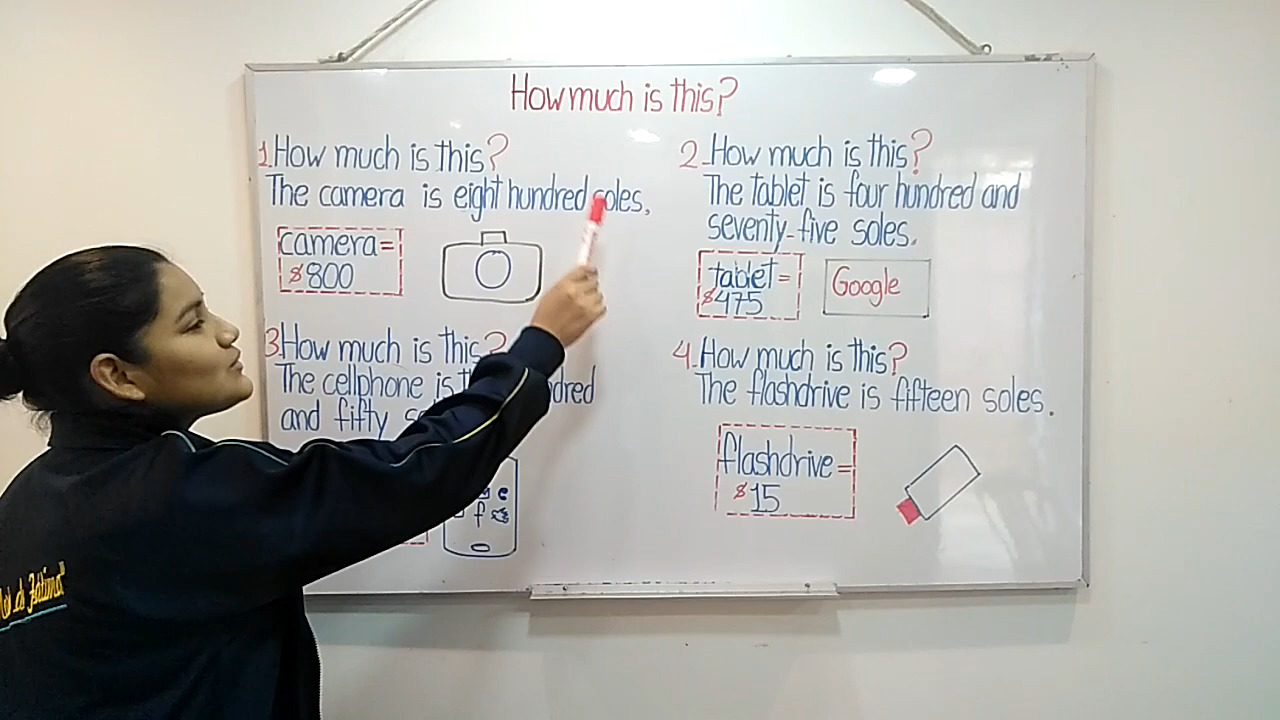 How much is this?
1. How much is this?
The camera is eight hundred soles.
camera=
$800
2. How much is this?
The tablet is four hundred and
seventy-five soles.
tablet=
$475
Google
3. How much is this?
The cellphone is
and fifty
f
4. How much is this?
The flashdrive is fifteen soles.
flashdrive=
$15
de Fátima"